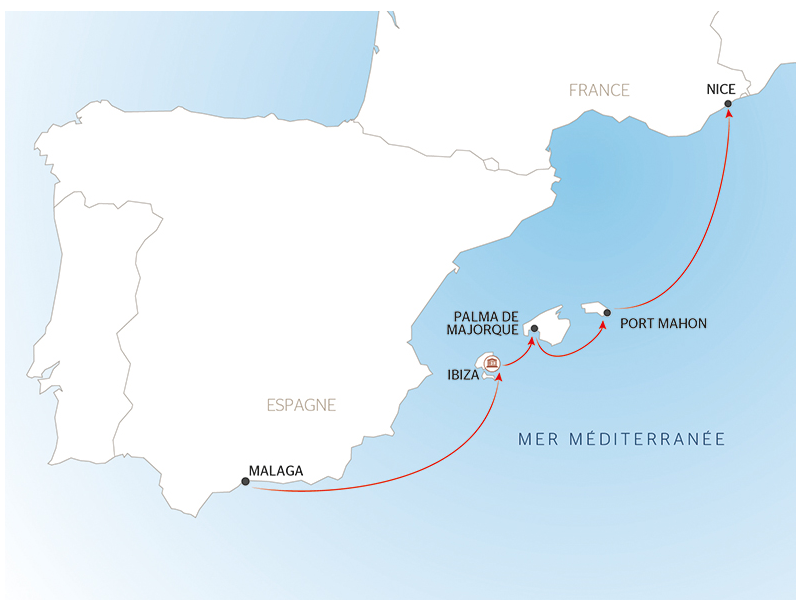 FRANCE
NICE
PALMA DE
MAJORQUE
PORT MAHON
IBIZA
ESPAGNE
MER MÉDITERRANÉE
MALAGA